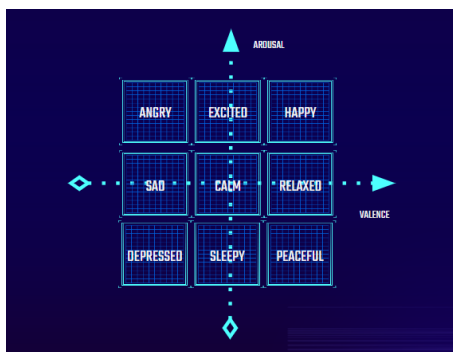 AROUSAL
ANGRY EXCITED HAPPY
SAD CALM RELAXED
VALENCE
DEPRESSED SLEEPY PEACEFUL